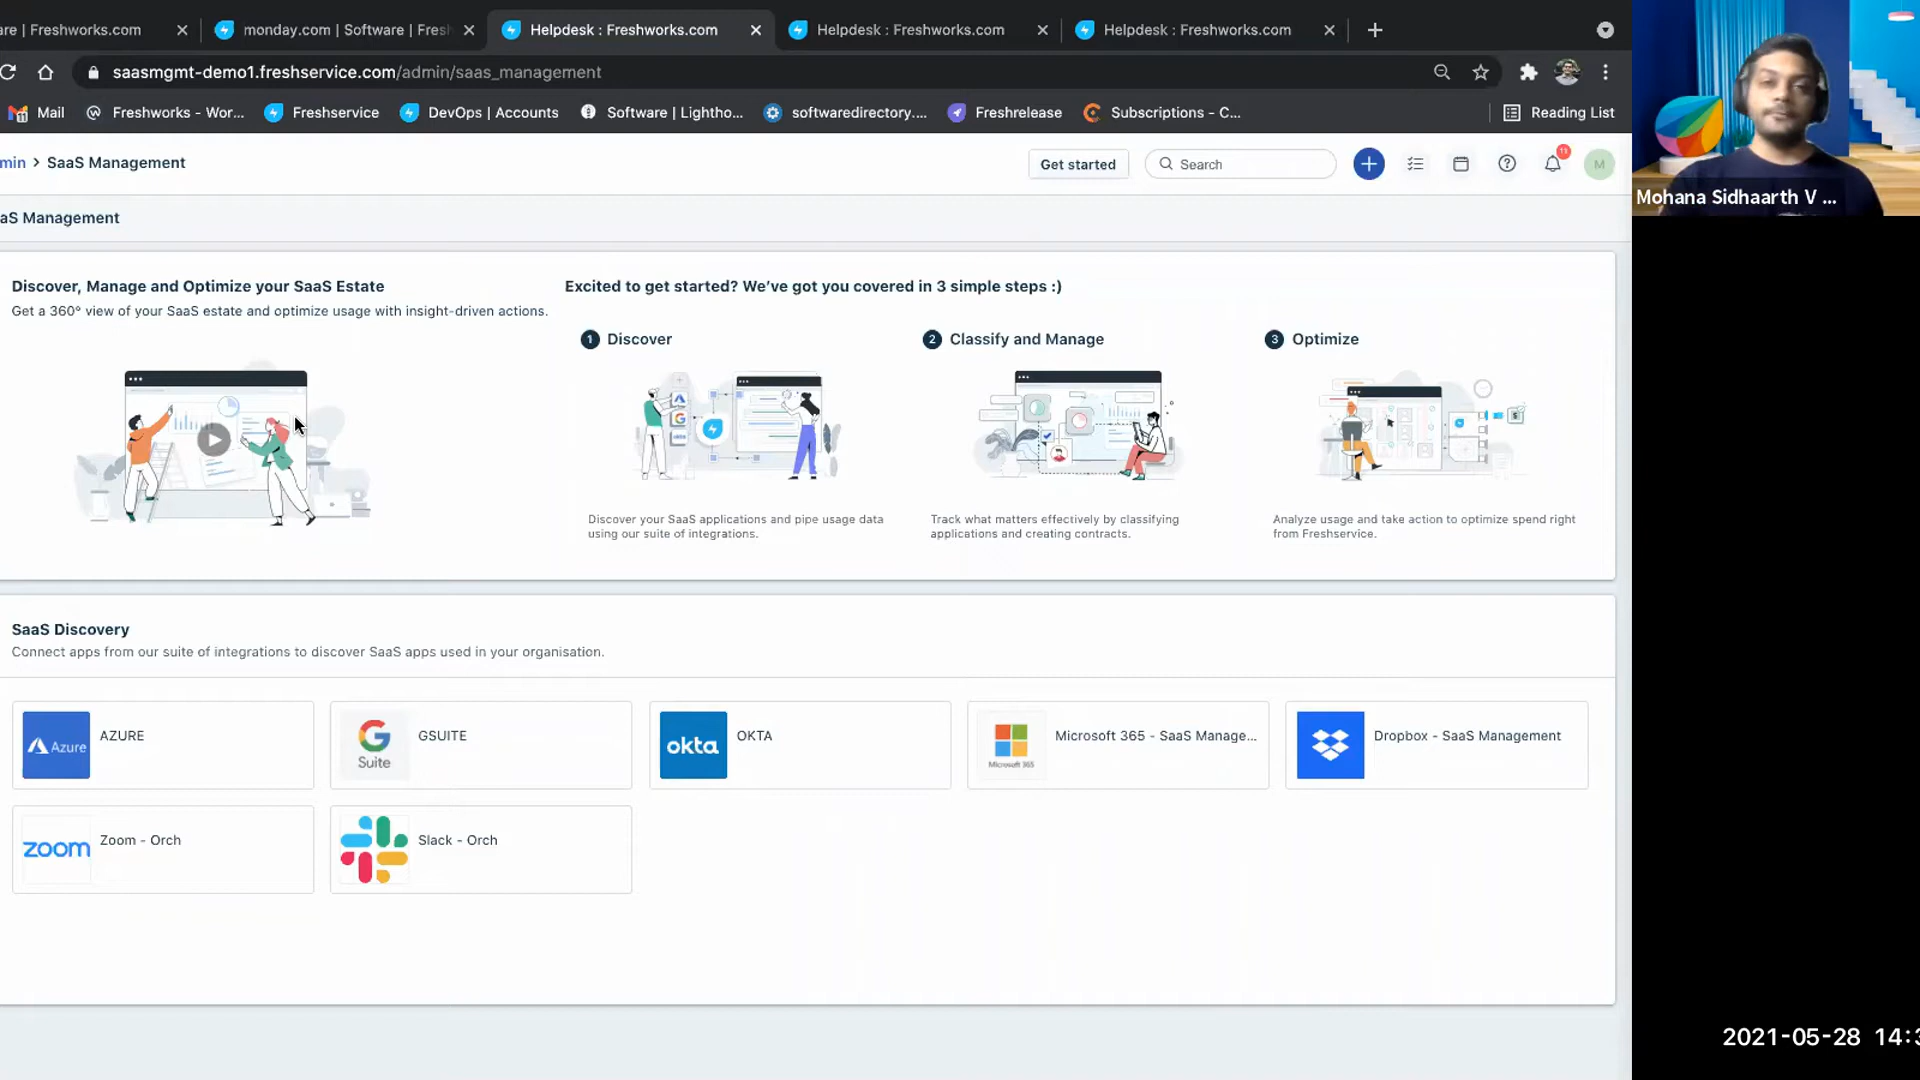 are | Freshworks.com
monday.com | Software | Fresh
Helpdesk : Freshworks.com
Helpdesk : Freshworks.com
Helpdesk : Freshworks.com
saasmgmt-demo1.freshservice.com/admin/saas_management
Mail
Freshworks - Wor...
Freshservice
DevOps | Accounts
Software | Lightho...
softwaredirectory....
Freshrelease
Subscriptions - C...
Reading List
min > SaaS Management
Get started
Search
11
M
aS Management
Discover, Manage and Optimize your SaaS Estate
Get a 360° view of your SaaS estate and optimize usage with insight-driven actions.
Excited to get started? We've got you covered in 3 simple steps :)
1 Discover
Discover your SaaS applications and pipe usage data
using our suite of integrations.
2 Classify and Manage
Track what matters effectively by classifying
applications and creating contracts.
3 Optimize
Analyze usage and take action to optimize spend right
from Freshservice.
SaaS Discovery
Connect apps from our suite of integrations to discover SaaS apps used in your organisation.
Azure
AZURE
G Suite
GSUITE
okta
OKTA
Microsoft 365
Microsoft 365 - SaaS Manage...
Dropbox - SaaS Management
zoom
Zoom - Orch
Slack - Orch
Mohana Sidhaarth V ...
2021-05-28 14:3